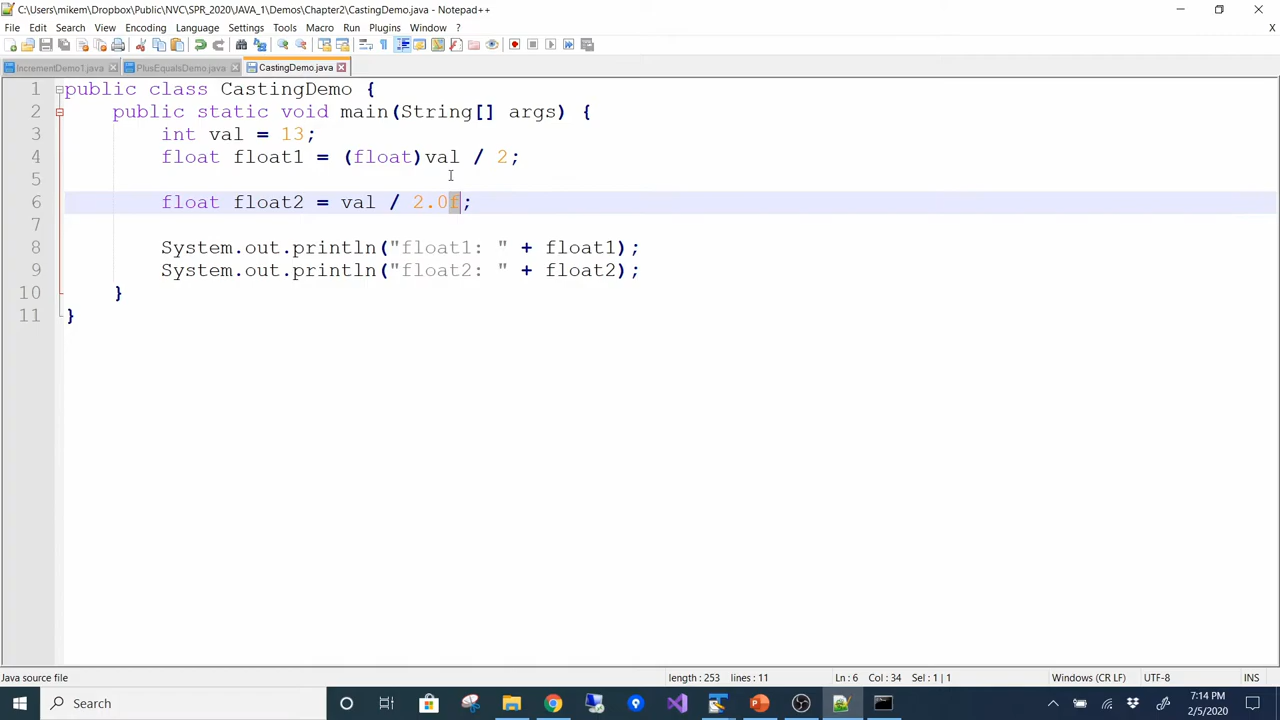 C:\Users\mikem\Dropbox\Public\NVC\SPR_2020\JAVA_1\Demos\Chapter2\CastingDemo.java - Notepad++
File Edit Search View Encoding Language Settings Tools Macro Run Plugins Window ? X
IncrementDemo1.java PlusEqualsDemo.java CastingDemo.java
1 public class CastingDemo {
2 public static void main(String[] args) {
3 int val = 13;
4 float float1 = (float)val / 2;
5
6 float float2 = val / 2.0f;
7
8 System.out.println("float1: " + float1);
9 System.out.println("float2: " + float2);
10 }
11 }
Java source file length : 253 lines : 11 Ln : 6 Col : 34 Sel : 1 | 1 Windows (CR LF) UTF-8 INS
Search 7:14 PM
2/5/2020